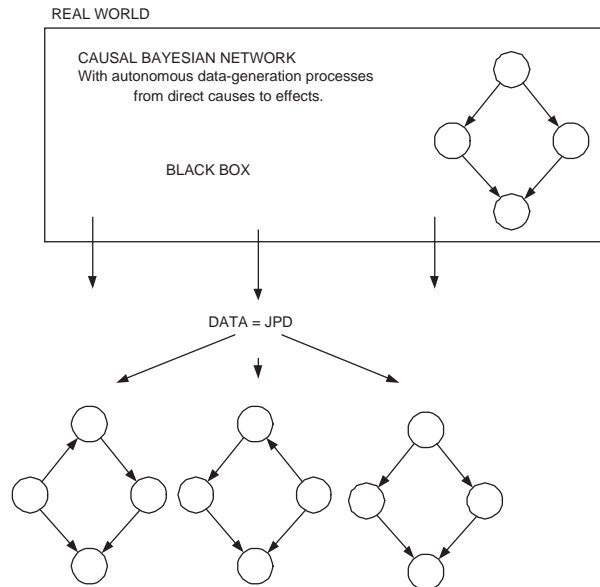 REAL WORLD
CAUSAL BAYESIAN NETWORK
With autonomous data-generation processes
from direct causes to effects.
BLACK BOX
DATA = JPD